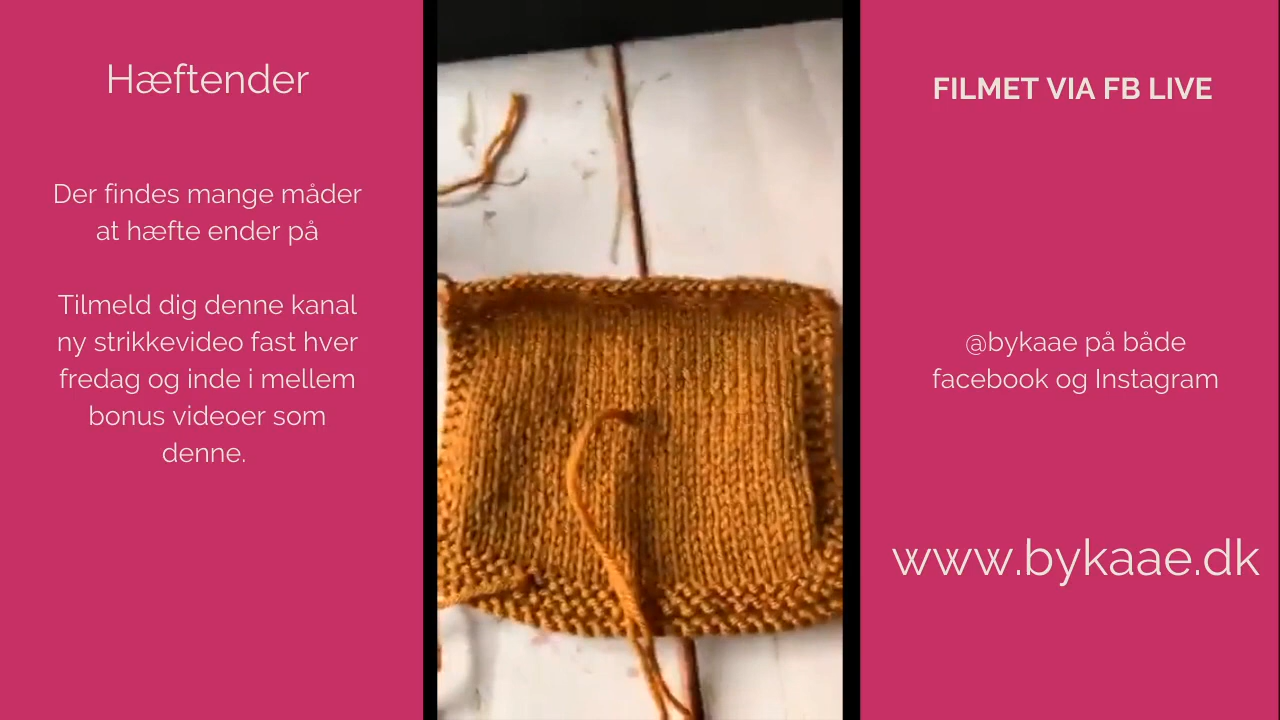 Hæftender
Der findes mange måder
at hæfte ender på
Tilmeld dig denne kanal
ny strikkevideo fast hver
fredag og inde i mellem
bonus videoer som
denne.
FILMET VIA FB LIVE
@bykaae på både
facebook og Instagram
www.bykaae.dk